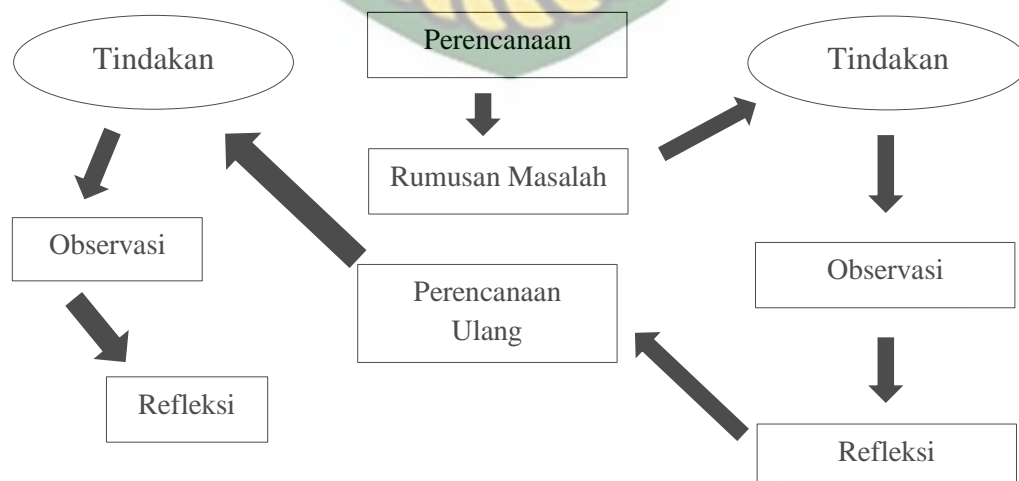 Perencanaan
Tindakan
Tindakan
Rumusan Masalah
Observasi
Observasi
Perencanaan
Ulang
Refleksi
Refleksi